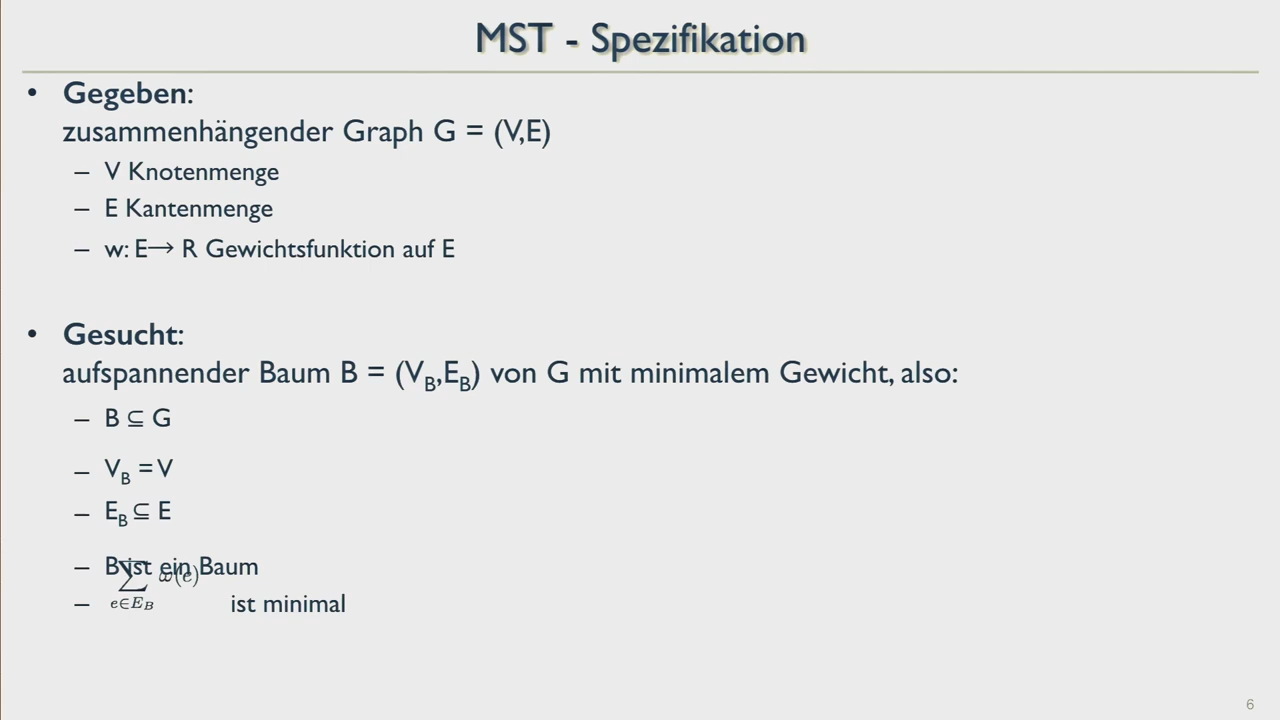 MST - Spezifikation
• Gegeben:
zusammenhängender Graph G = (V,E)
– V Knotenmenge
– E Kantenmenge
– w: E⟶ R Gewichtsfunktion auf E
• Gesucht:
aufspannender Baum B = (V_B,E_B) von G mit minimalem Gewicht, also:
– B ⊆ G
– V_B = V
– E_B ⊆ E
– B ist ein Baum
– ∑_{e∈E_B} ω(e) ist minimal
6